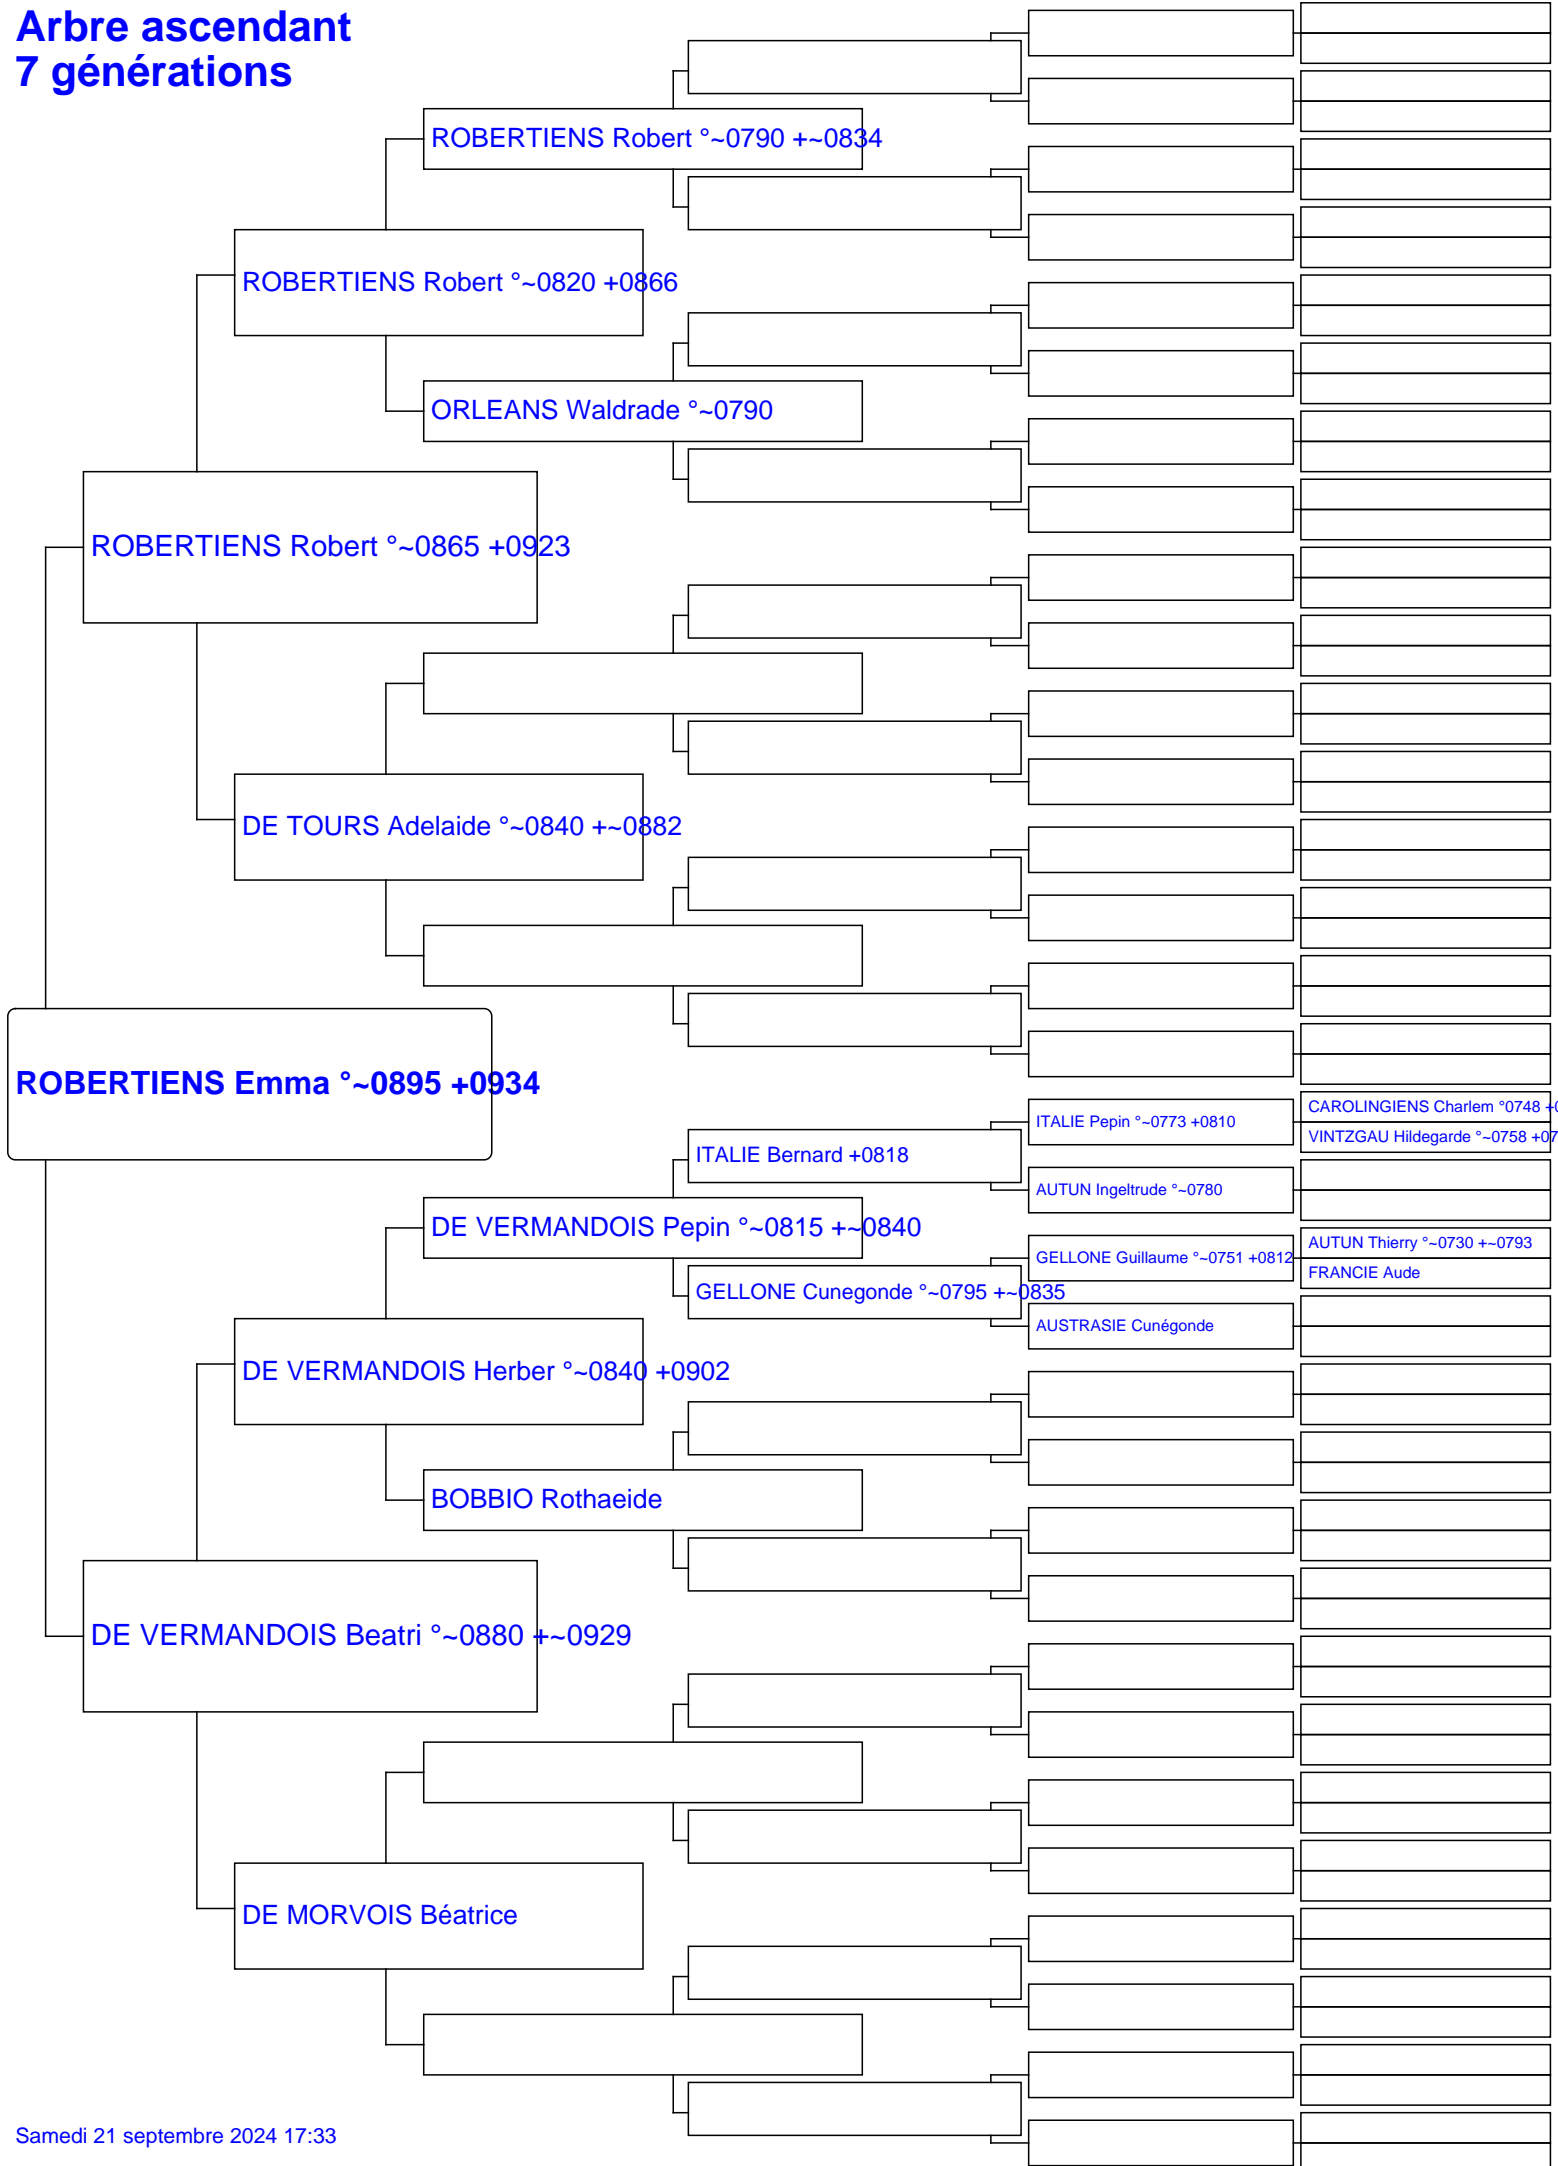 Arbre ascendant
7 générations
ROBERTIENS Robert °~0790 +~0834
ROBERTIENS Robert °~0820 +0866
ORLEANS Waldrade °~0790
ROBERTIENS Robert °~0865 +0923
DE TOURS Adelaide °~0840 +~0882
ROBERTIENS Emma °~0895 +0934
CAROLINGIENS Charlem °0748
ITALIE Pepin °~0773 +0810
VINTZGAU Hildegarde °~0758
ITALIE Bernard +0818
AUTUN Ingeltrude °~0780
DE VERMANDOIS Pepin °~0815 +~0840
AUTUN Thierry °~0730 +~0793
GELLONE Guillaume °~0751 +0812
FRANCIE Aude
GELLONE Cunegonde °~0795 +~0835
AUSTRASIE Cunégonde
DE VERMANDOIS Herber °~0840 +0902
BOBBIO Rothaeide
DE VERMANDOIS Beatri °~0880 +~0929
DE MORVOIS Béatrice
Samedi 21 septembre 2024 17:33